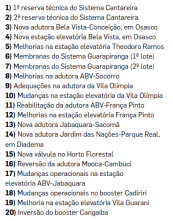 1) 1ª reserva técnica do Sistema Cantareira
2) 2ª reserva técnica do Sistema Cantareira
3) Nova adutora Bela Vista-Conceição, em Osasco
4) Nova estação elevatória Bela Vista, em Osasco
5) Melhorias na estação elevatória Theodoro Ramos
6) Membranas do Sistema Guarapiranga (1º lote)
7) Membranas do Sistema Guarapiranga (2º lote)
8) Melhorias na adutora ABV-Socorro
9) Adequações na adutora da Vila Olímpia
10) Mudanças na estação elevatória da Vila Olímpia
11) Reabilitação da adutora ABV-França Pinto
12) Melhorias na estação elevatória França Pinto
13) Nova adutora Jabaquara-Sacomã
14) Nova adutora Jardim das Nações-Parque Real,
em Diadema
15) Nova válvula no Horto Florestal
16) Reversão da adutora Mooca-Cambuci
17) Mudanças operacionais na estação
elevatória ABV-Jabaquara
18) Mudanças operacionais no booster Cadiriri
19) Melhoria na estação elevatória Vila Guarani
20) Inversão do booster Cangaíba